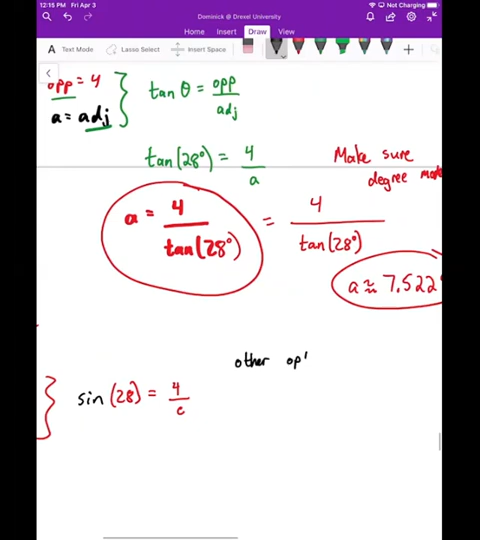 12:15 PM Fri Apr 3
Not Charging
Dominick @ Drexel University
Home Insert Draw View
Text Mode Lasso Select Insert Space
opp = 4
a = adj
tan θ = opp / adj
tan(28°) = 4 / a
Make sure
degree mode
a = 4 / tan(28°) = 4 / tan(28°)
a ≈ 7.522
other op
sin(28) = 4 / c